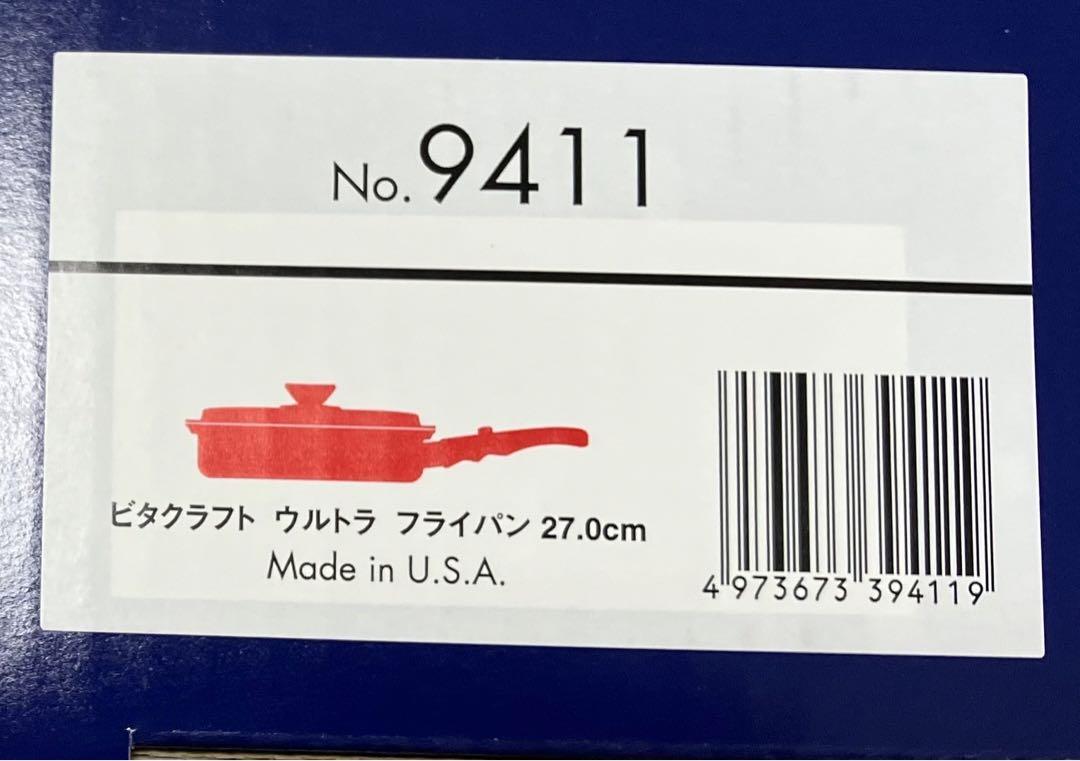 No.9411
ビタクラフト ウルトラ フライパン 27.0cm
Made in U.S.A.
4 973673 394119